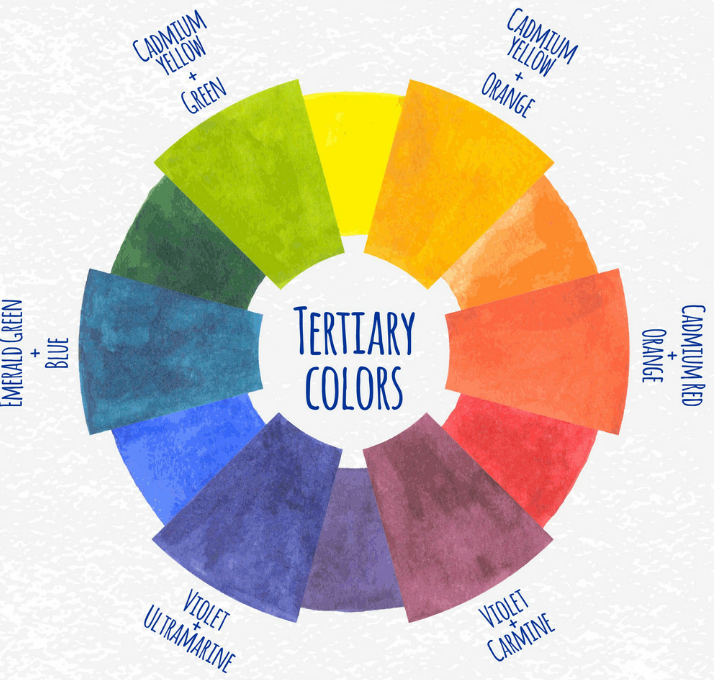 CADMIUM
YELLOW
+
GREEN
CADMIUM
YELLOW
+
ORANGE
EMERALD GREEN
+
BLUE
TERTIARY
COLORS
CADMIUM RED
+
ORANGE
VIOLET
+
ULTRAMARINE
VIOLET
+
CARMINE